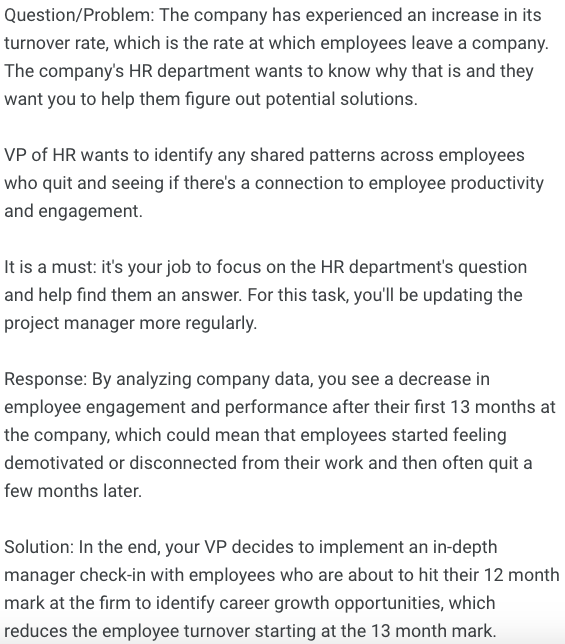 Question/Problem: The company has experienced an increase in its
turnover rate, which is the rate at which employees leave a company.
The company's HR department wants to know why that is and they
want you to help them figure out potential solutions.

VP of HR wants to identify any shared patterns across employees
who quit and seeing if there's a connection to employee productivity
and engagement.

It is a must: it's your job to focus on the HR department's question
and help find them an answer. For this task, you'll be updating the
project manager more regularly.

Response: By analyzing company data, you see a decrease in
employee engagement and performance after their first 13 months at
the company, which could mean that employees started feeling
demotivated or disconnected from their work and then often quit a
few months later.

Solution: In the end, your VP decides to implement an in-depth
manager check-in with employees who are about to hit their 12 month
mark at the firm to identify career growth opportunities, which
reduces the employee turnover starting at the 13 month mark.